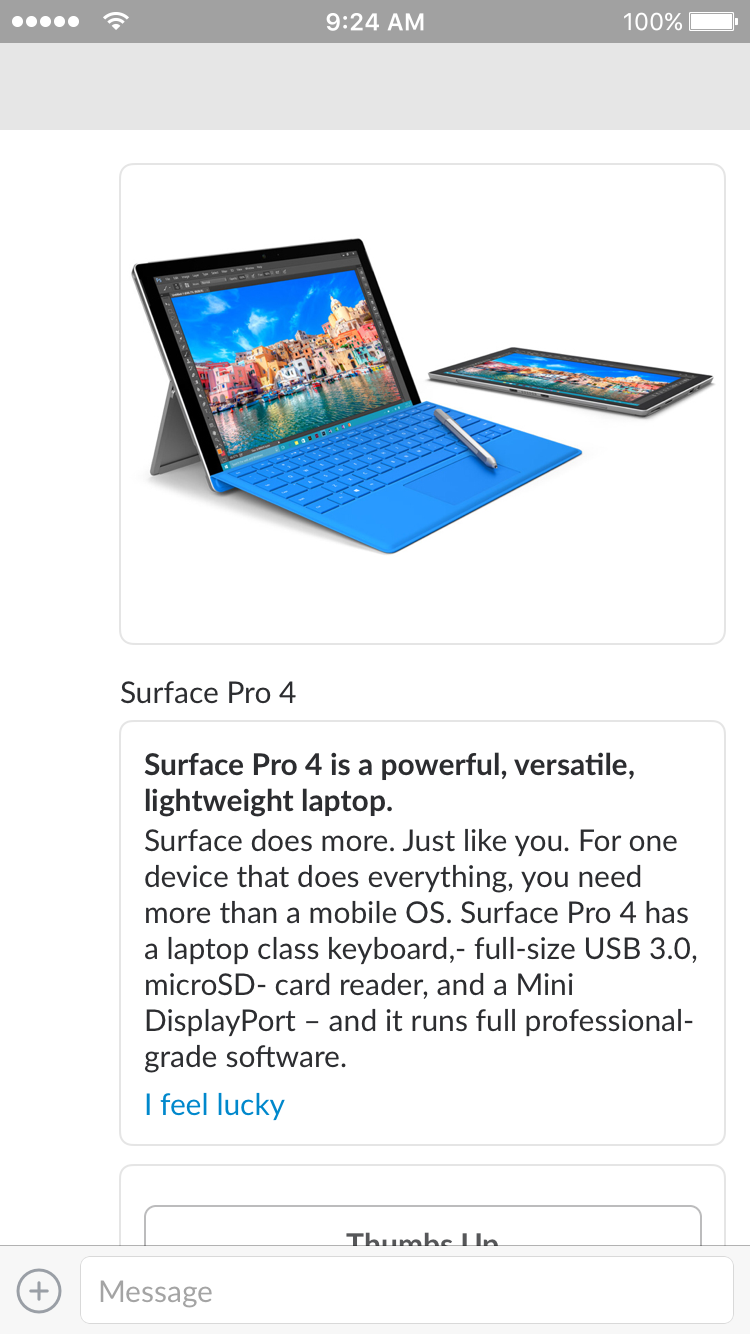 9:24 AM
100%
Surface Pro 4
Surface Pro 4 is a powerful, versatile,
lightweight laptop.
Surface does more. Just like you. For one
device that does everything, you need
more than a mobile OS. Surface Pro 4 has
a laptop class keyboard,- full-size USB 3.0,
microSD- card reader, and a Mini
DisplayPort – and it runs full professional-
grade software.
I feel lucky
Thumbs Up
Message